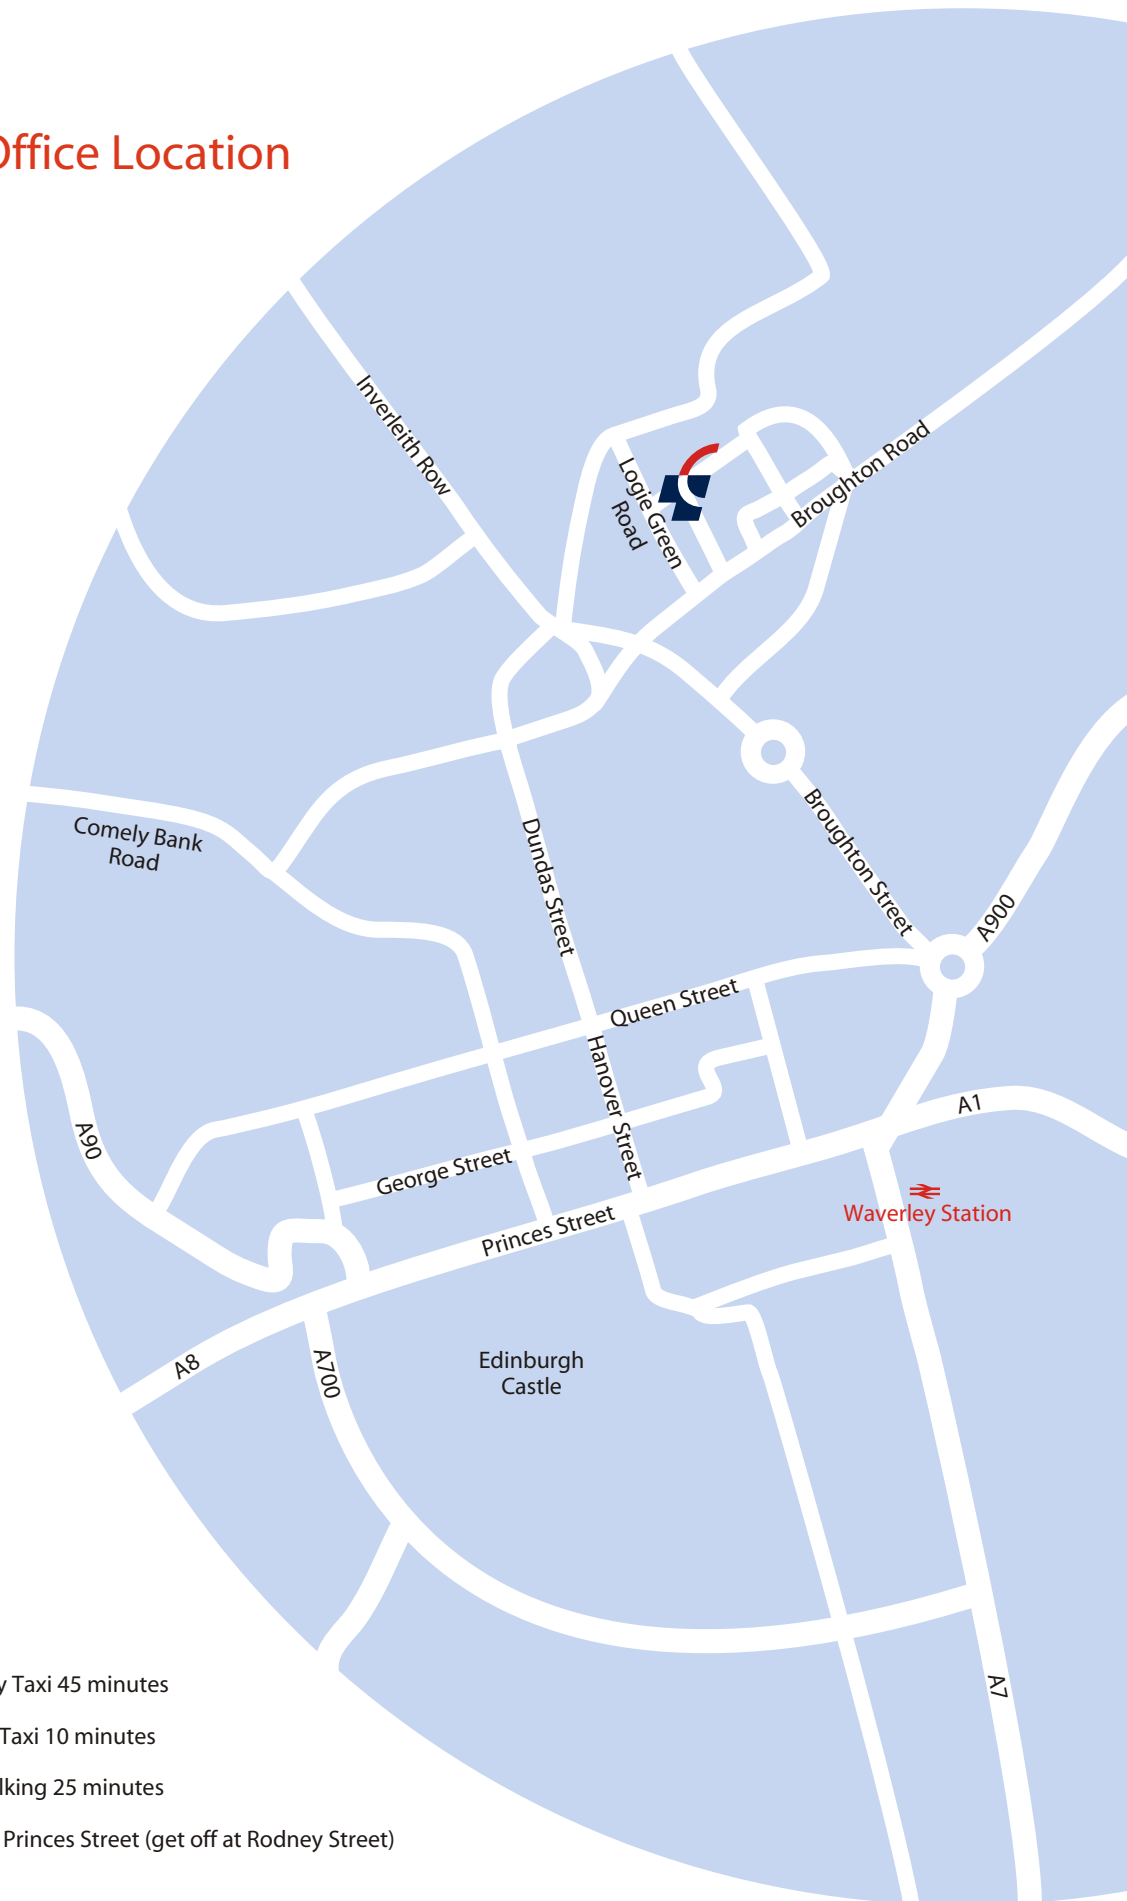 Office Location
Inverleith Row
Logie Green
Road
Broughton Road
Comely Bank
Road
Dundas Street
Broughton Street
A900
Queen Street
Hanover Street
A1
A90
George Street
Waverley Station
Princes Street
Edinburgh
Castle
A8
A700
y Taxi 45 minutes
A7
Taxi 10 minutes
lking 25 minutes
Princes Street (get off at Rodney Street)